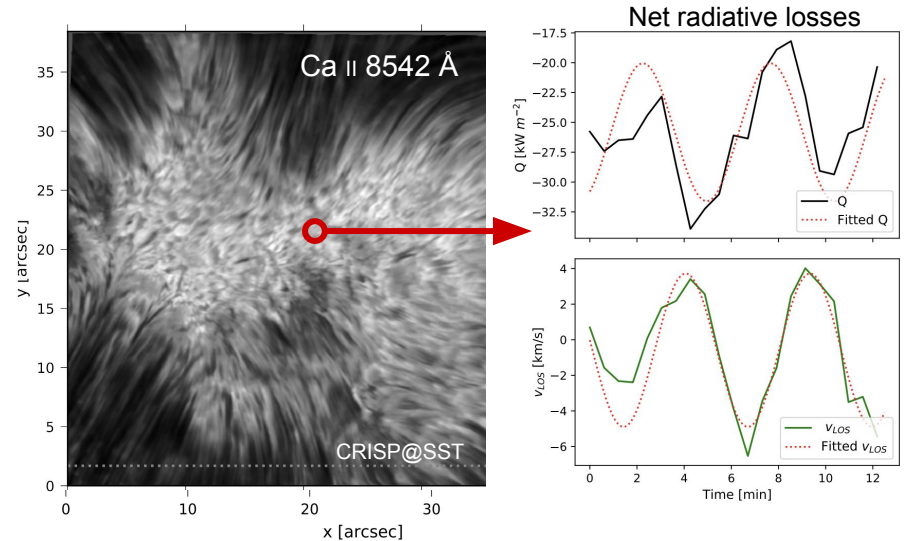 Net radiative losses
Ca II 8542 Å
CRISP@SST
y [arcsec]
35
30
25
20
15
10
5
0
0
10
20
30
x [arcsec]
Q [kW m⁻²]
−17.5
−20.0
−22.5
−25.0
−27.5
−30.0
−32.5
Q
Fitted Q
v_LOS [km/s]
4
2
0
−2
−4
−6
v_LOS
Fitted v_LOS
0
2
4
6
8
10
12
Time [min]